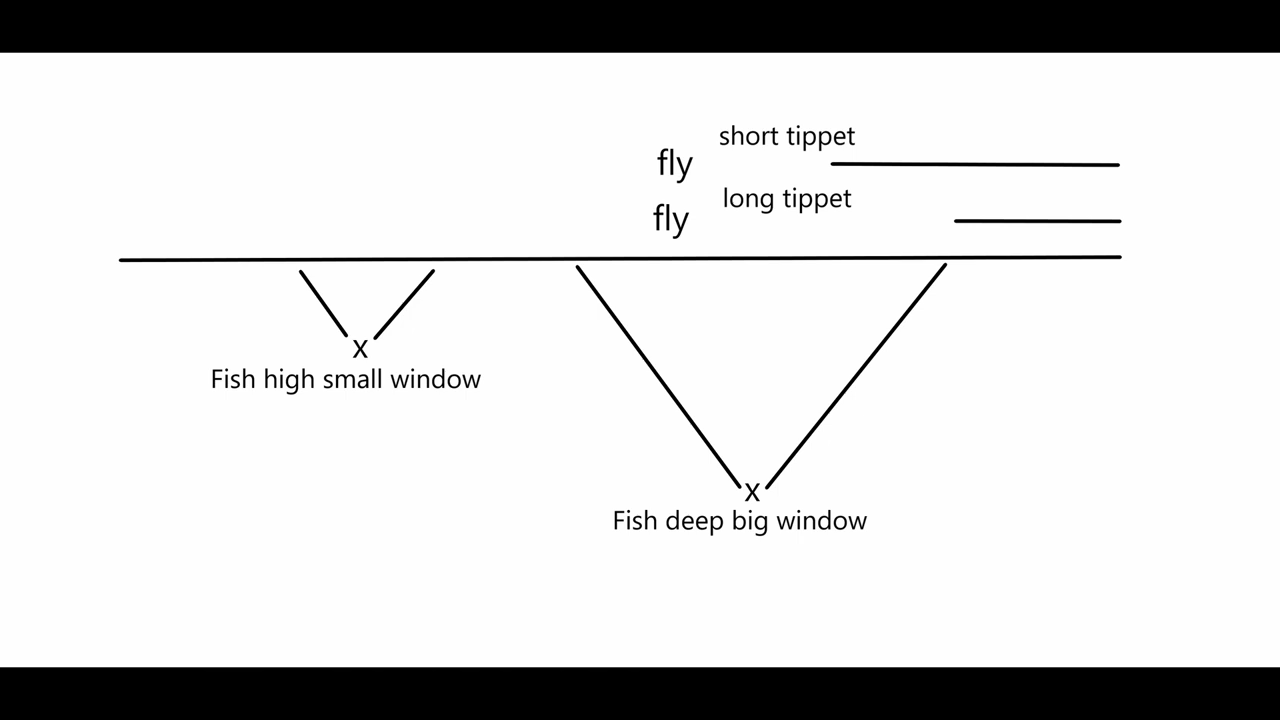 short tippet
fly
long tippet
fly
x
Fish high small window
x
Fish deep big window